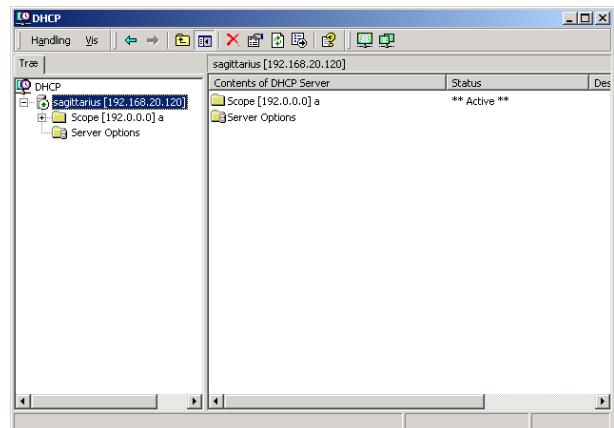 DHCP
Handling Vis
Træ
sagittarius [192.168.20.120]
DHCP
sagittarius [192.168.20.120]
Scope [192.0.0.0] a
Server Options
Contents of DHCP Server Status Des
Scope [192.0.0.0] a ** Active **
Server Options